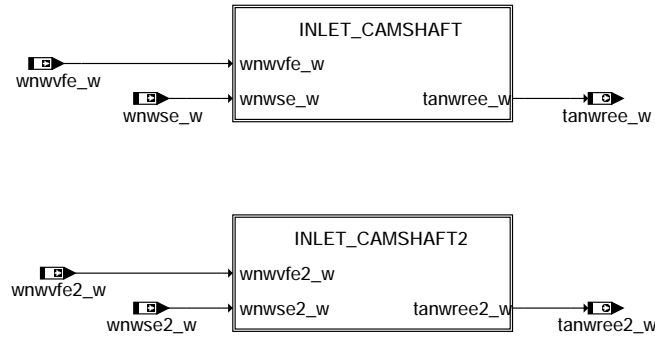 INLET_CAMSHAFT
wnwvfe_w
wnwvfe_w
wnwse_w
wnwse_w
tanwree_w
tanwree_w
INLET_CAMSHAFT2
wnwvfe2_w
wnwvfe2_w
wnwse2_w
wnwse2_w
tanwree2_w
tanwree2_w